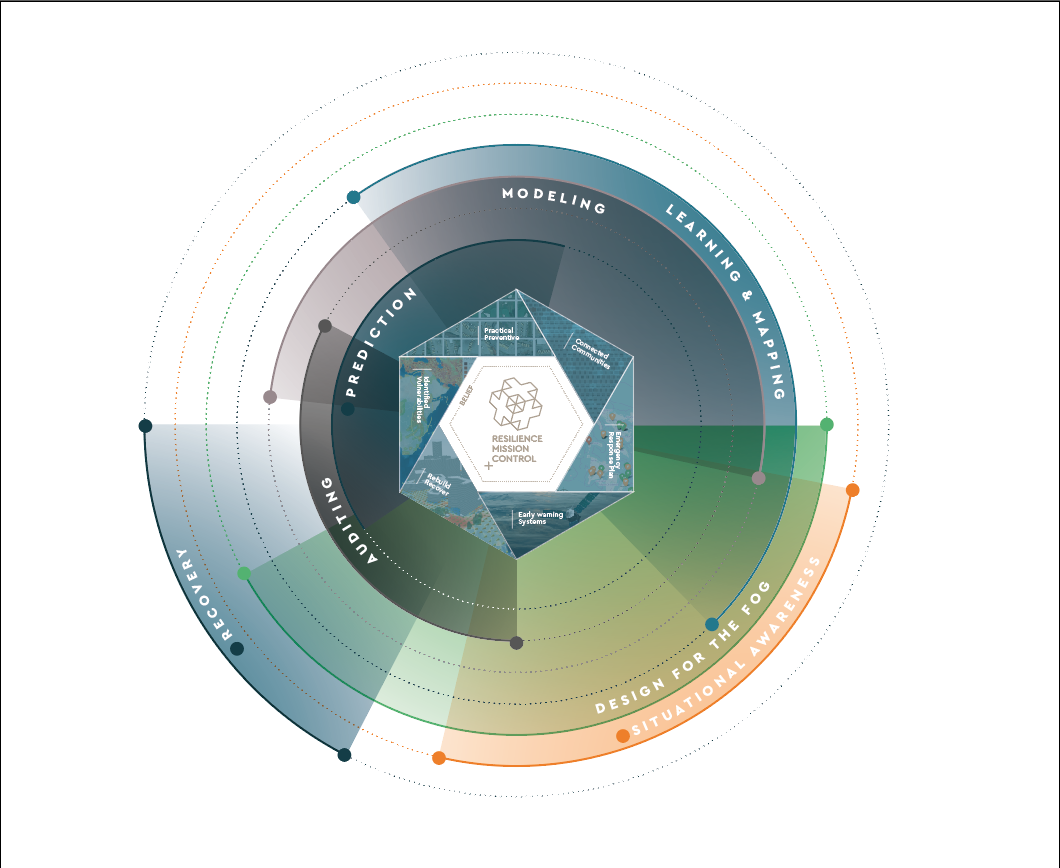 MODELING
LEARNING & MAPPING
PREDICTION
Practical
Preventive
Connected
Communities
Identified
Vulnerabilities
BELIEF
RESILIENCE
MISSION
CONTROL
+
Emergency
Response Plan
Rebuild
Recover
Early warning
Systems
AUDITING
RECOVERY
DESIGN FOR THE FOG
SITUATIONAL AWARENESS